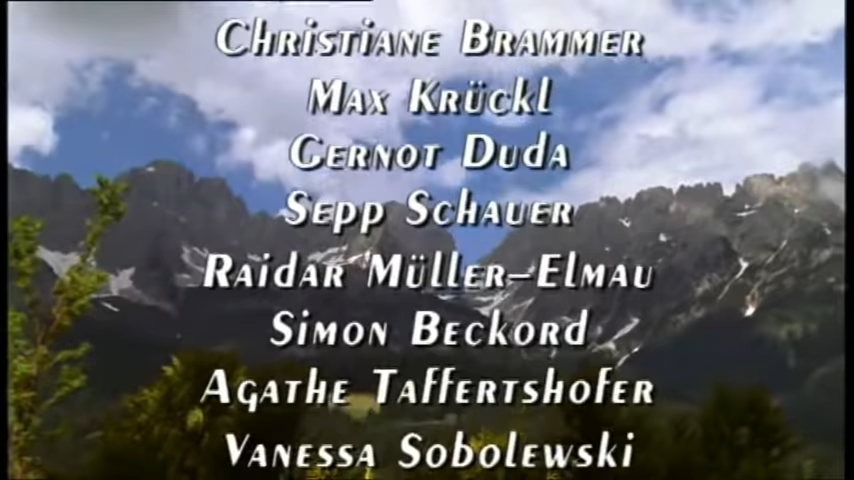 Christiane Brammer
Max Krückl
Gernot Duda
Sepp Schauer
Raidar Müller-Elmau
Simon Beckord
Agathe Taffertshofer
Vanessa Sobolewski